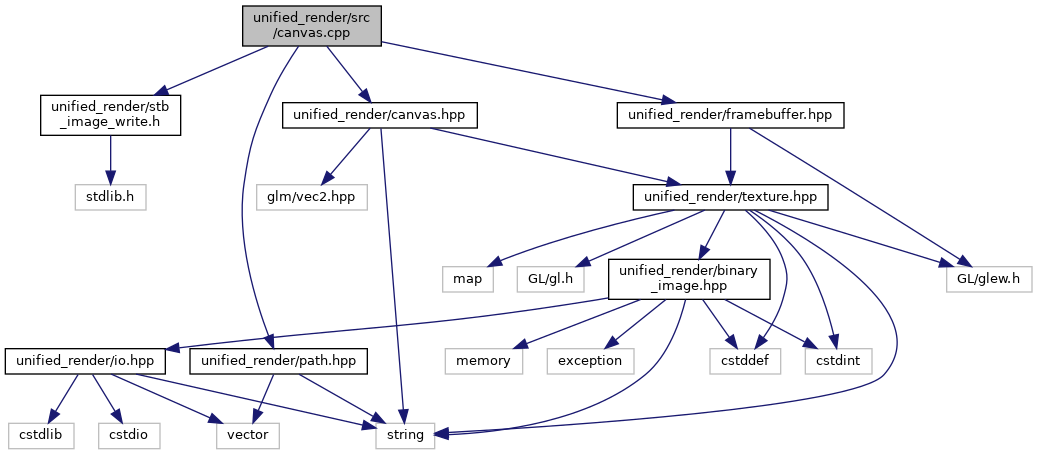 unified_render/src
/canvas.cpp
unified_render/stb
_image_write.h
unified_render/canvas.hpp
unified_render/framebuffer.hpp
stdlib.h
glm/vec2.hpp
unified_render/texture.hpp
map
GL/gl.h
unified_render/binary
_image.hpp
GL/glew.h
unified_render/io.hpp
unified_render/path.hpp
memory
exception
cstddef
cstdint
cstdlib
cstdio
vector
string